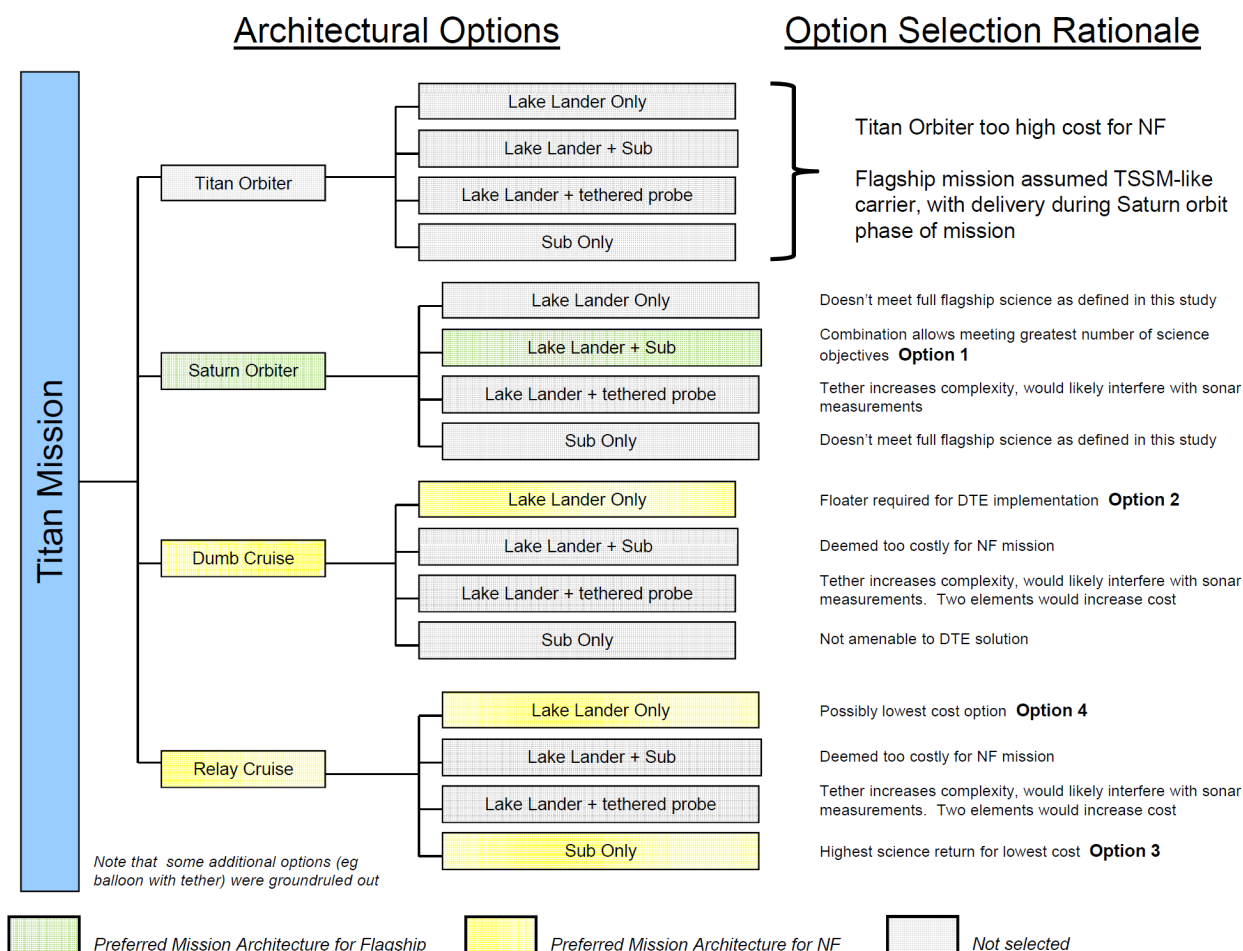 Architectural Options
Option Selection Rationale
Titan Mission
Titan Orbiter
Lake Lander Only
Lake Lander + Sub
Lake Lander + tethered probe
Sub Only
Titan Orbiter too high cost for NF
Flagship mission assumed TSSM-like
carrier, with delivery during Saturn orbit
phase of mission
Saturn Orbiter
Lake Lander Only
Doesn't meet full flagship science as defined in this study
Lake Lander + Sub
Combination allows meeting greatest number of science
objectives Option 1
Lake Lander + tethered probe
Tether increases complexity, would likely interfere with sonar
measurements
Sub Only
Doesn't meet full flagship science as defined in this study
Dumb Cruise
Lake Lander Only
Floater required for DTE implementation Option 2
Lake Lander + Sub
Deemed too costly for NF mission
Lake Lander + tethered probe
Tether increases complexity, would likely interfere with sonar
measurements. Two elements would increase cost
Sub Only
Not amenable to DTE solution
Relay Cruise
Lake Lander Only
Possibly lowest cost option Option 4
Lake Lander + Sub
Deemed too costly for NF mission
Lake Lander + tethered probe
Tether increases complexity, would likely interfere with sonar
measurements. Two elements would increase cost
Sub Only
Highest science return for lowest cost Option 3
Note that some additional options (eg
balloon with tether) were groundruled out
Preferred Mission Architecture for Flagship
Preferred Mission Architecture for NF
Not selected